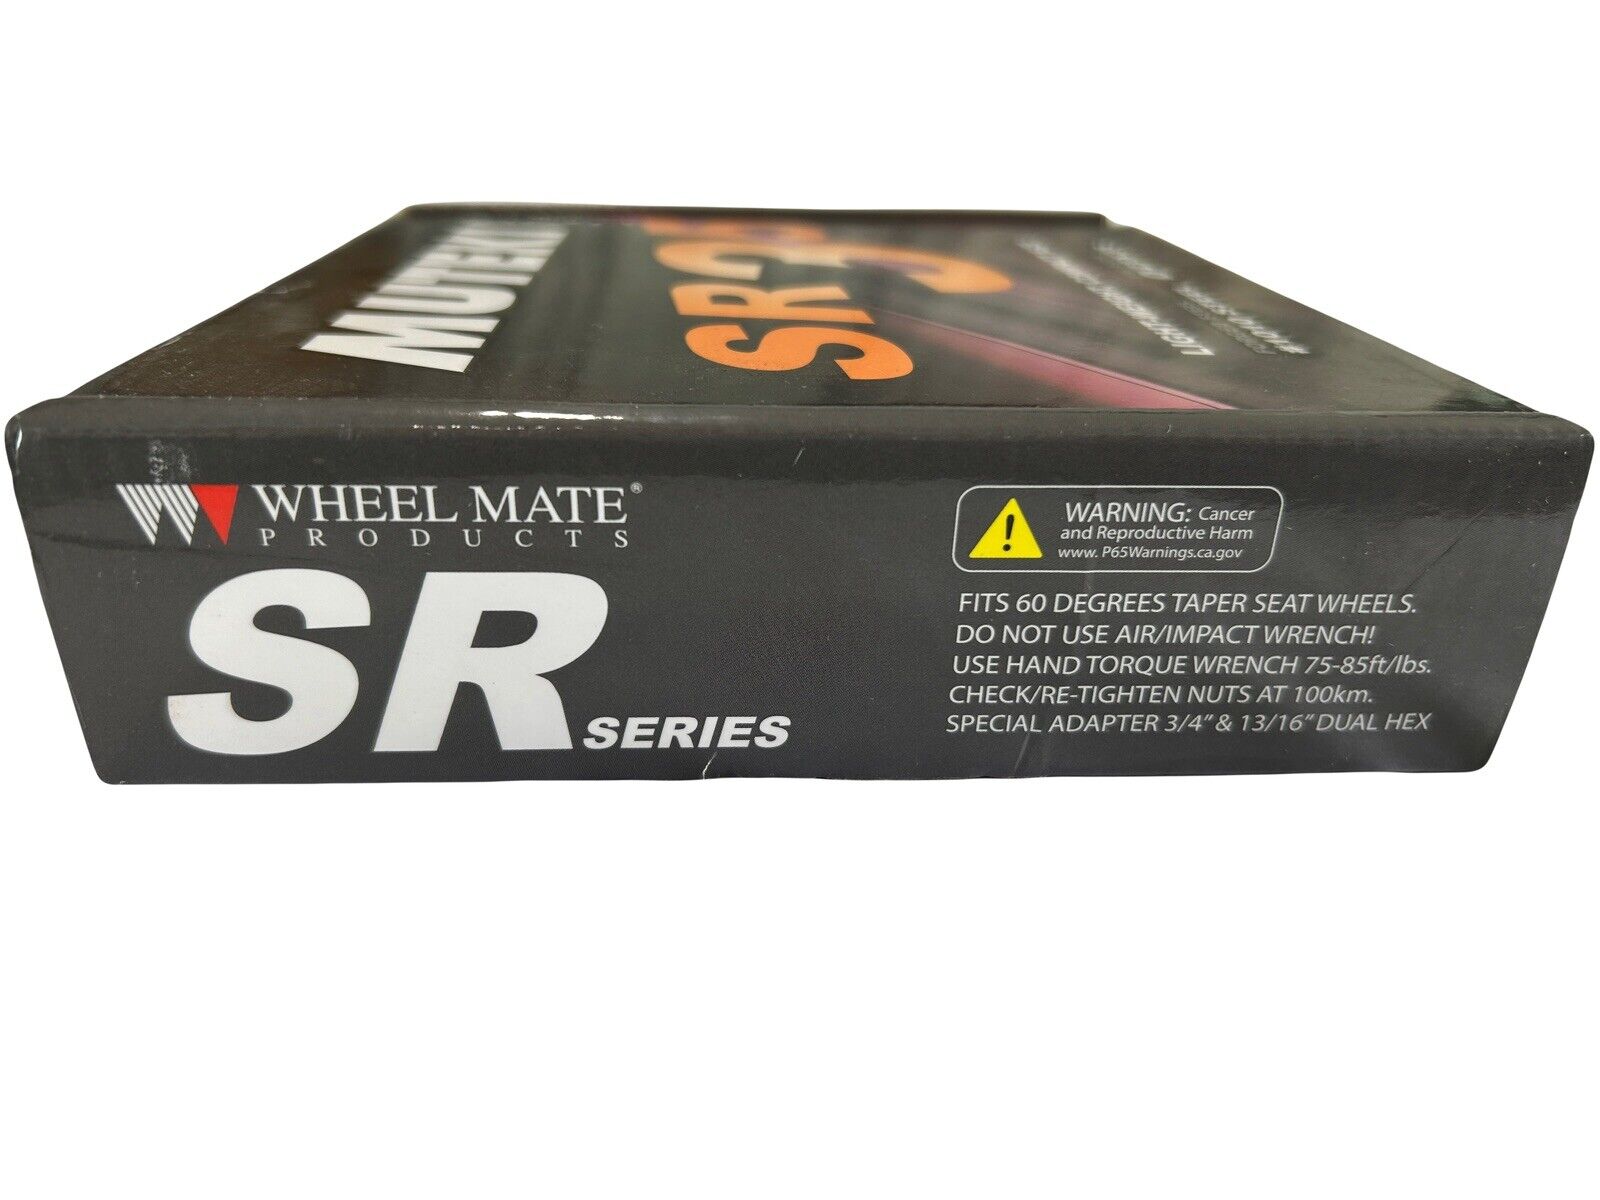 MUTEKI
SR3
WHEEL MATE®
PRODUCTS
SR SERIES
WARNING: Cancer
and Reproductive Harm
www. P65Warnings.ca.gov
FITS 60 DEGREES TAPER SEAT WHEELS.
DO NOT USE AIR/IMPACT WRENCH!
USE HAND TORQUE WRENCH 75-85ft/lbs.
CHECK/RE-TIGHTEN NUTS AT 100km.
SPECIAL ADAPTER 3/4" & 13/16" DUAL HEX